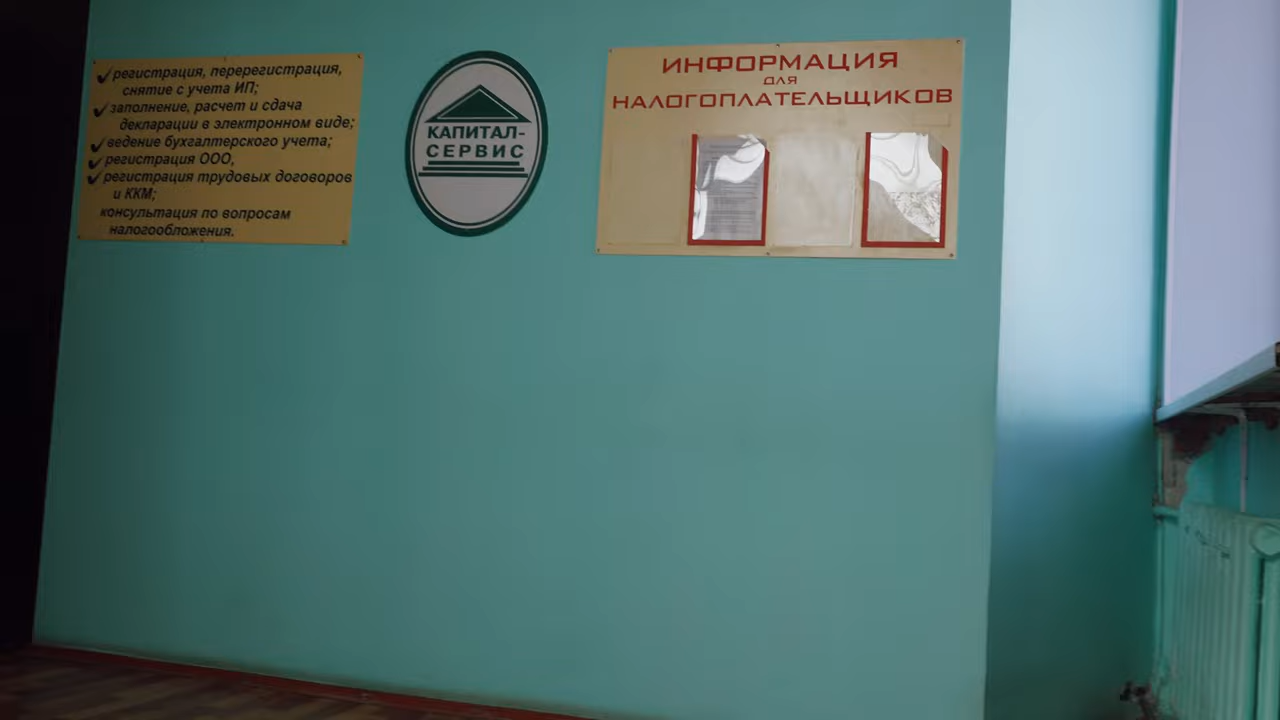 регистрация, перерегистрация,
снятие с учета ИП;
заполнение, расчет и сдача
декларации в электронном виде;
ведение бухгалтерского учета;
регистрация ООО,
регистрация трудовых договоров
и ККМ;
консультация по вопросам
налогообложения.
КАПИТАЛ-
СЕРВИС
ИНФОРМАЦИЯ
ДЛЯ
НАЛОГОПЛАТЕЛЬЩИКОВ